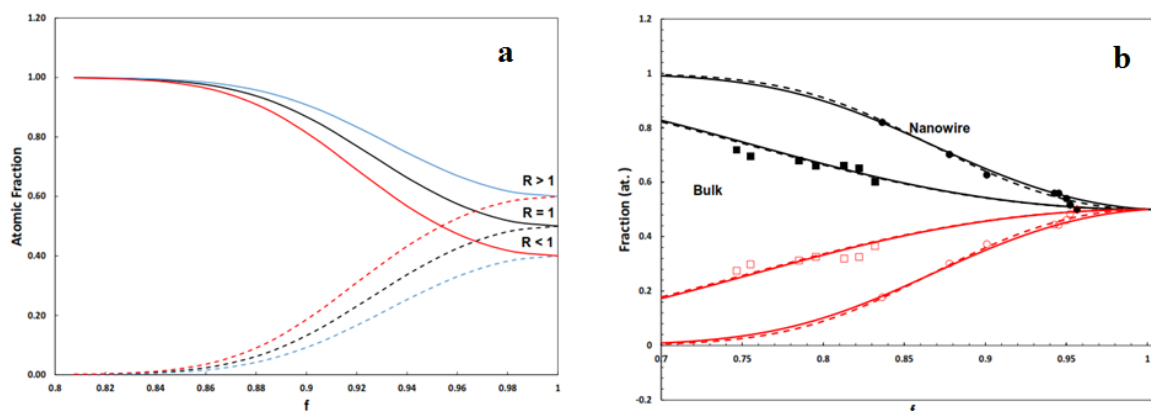 a
1.20
1.00
0.80
0.60
0.40
0.20
0.00
Atomic Fraction
R > 1
R = 1
R < 1
0.8 0.82 0.84 0.86 0.88 0.9 0.92 0.94 0.96 0.98 1
f
b
1.2
1
0.8
0.6
0.4
0.2
0
-0.2
Fraction (at.)
Nanowire
Bulk
0.7 0.75 0.8 0.85 0.9 0.95 1